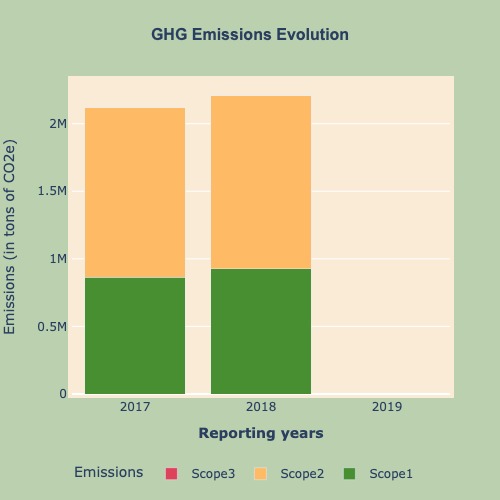 GHG Emissions Evolution
Emissions (in tons of CO2e)
2M
1.5M
1M
0.5M
0
2017 2018 2019
Reporting years
Emissions Scope3 Scope2 Scope1